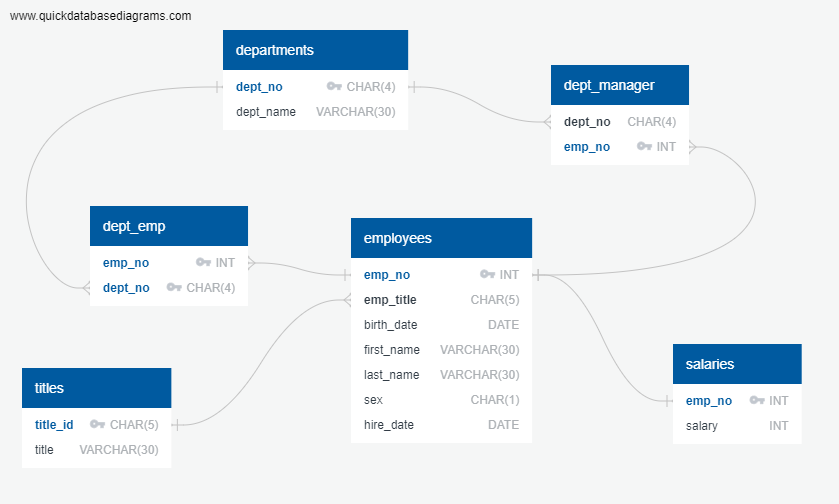 www.quickdatabasediagrams.com
departments
dept_no CHAR(4)
dept_name VARCHAR(30)
dept_manager
dept_no CHAR(4)
emp_no INT
dept_emp
emp_no INT
dept_no CHAR(4)
employees
emp_no INT
emp_title CHAR(5)
birth_date DATE
first_name VARCHAR(30)
last_name VARCHAR(30)
sex CHAR(1)
hire_date DATE
titles
title_id CHAR(5)
title VARCHAR(30)
salaries
emp_no INT
salary INT